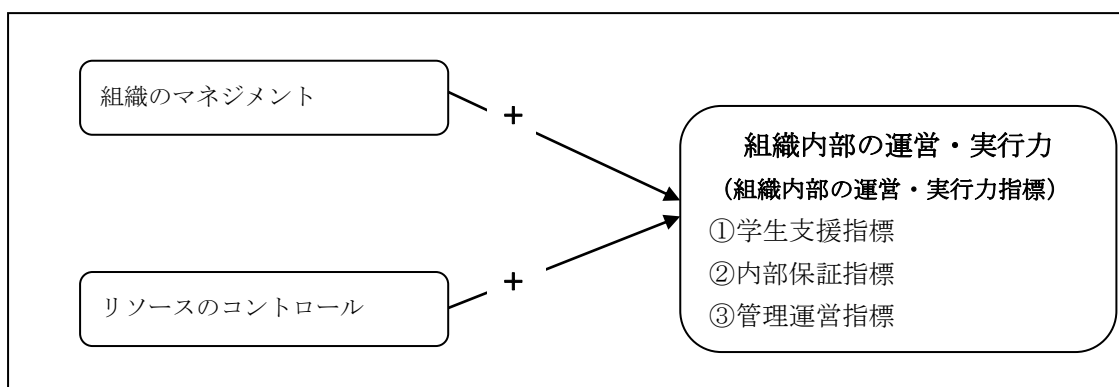 組織のマネジメント
+
組織内部の運営・実行力
（組織内部の運営・実行力指標）
①学生支援指標
②内部保証指標
③管理運営指標
+
リソースのコントロール